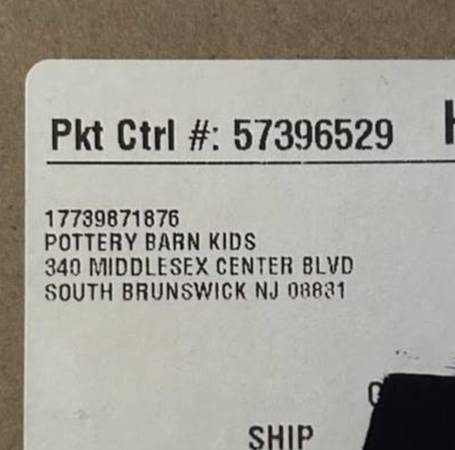 Pkt Ctrl #: 57396529
17739871876
POTTERY BARN KIDS
340 MIDDLESEX CENTER BLVD
SOUTH BRUNSWICK NJ 08831
SHIP